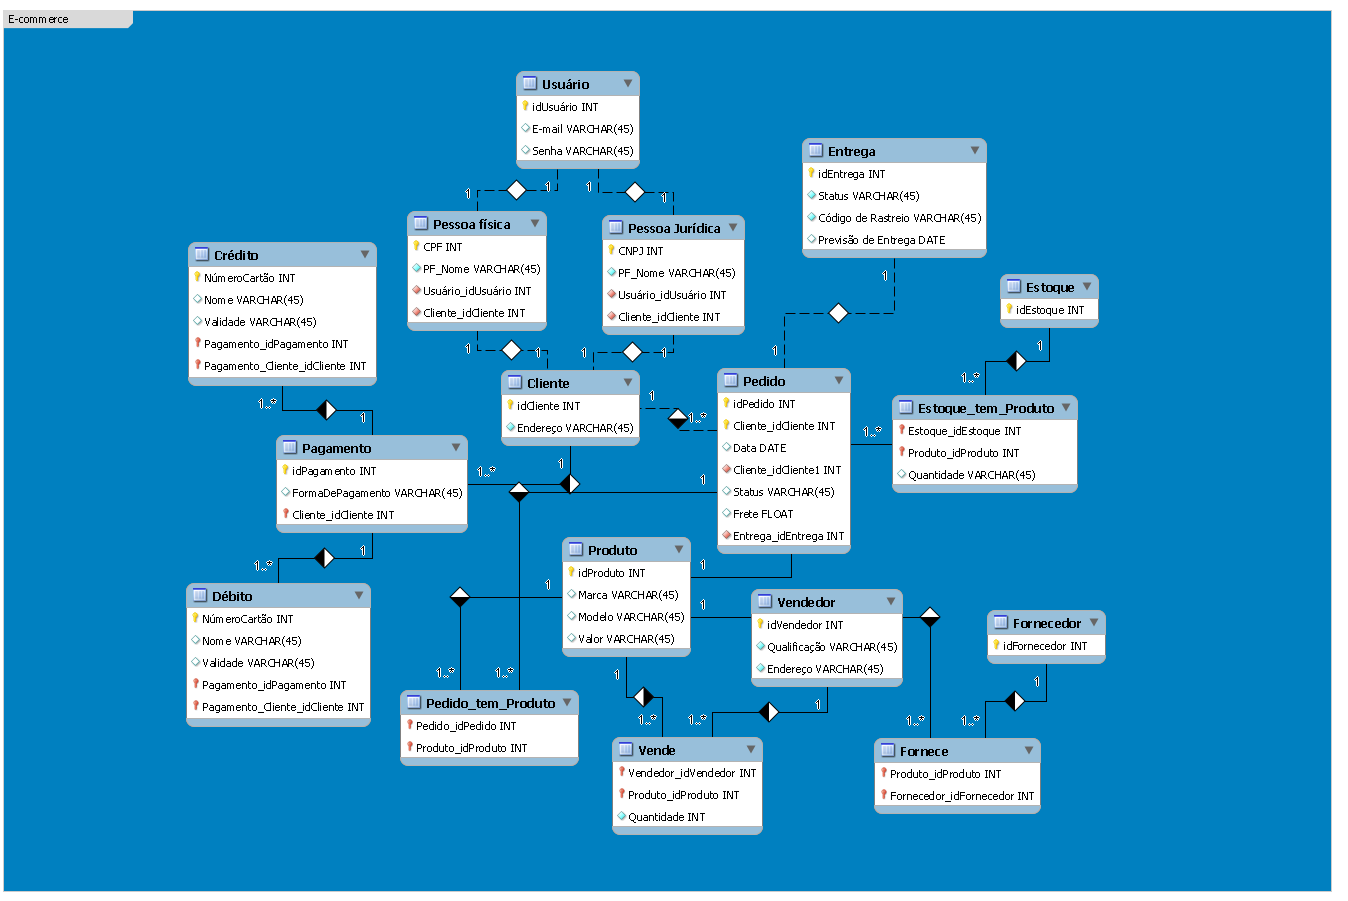 E-commerce
Usuário
idUsuário INT
E-mail VARCHAR(45)
Senha VARCHAR(45)
1
1
1
1
Entrega
idEntrega INT
Status VARCHAR(45)
Código de Rastreio VARCHAR(45)
Previsão de Entrega DATE
1
1
Pessoa física
CPF INT
PF_Nome VARCHAR(45)
Usuário_idUsuário INT
Cliente_idCliente INT
1
1
Pessoa Jurídica
CNPJ INT
PF_Nome VARCHAR(45)
Usuário_idUsuário INT
Cliente_idCliente INT
1
1
Crédito
NúmeroCartão INT
Nome VARCHAR(45)
Validade VARCHAR(45)
Pagamento_idPagamento INT
Pagamento_Cliente_idCliente INT
1..*
1
Estoque
idEstoque INT
1
1..*
Cliente
idCliente INT
Endereço VARCHAR(45)
1
1..*
1
1..*
Pedido
idPedido INT
Cliente_idCliente INT
Data DATE
Cliente_idCliente1 INT
Status VARCHAR(45)
Frete FLOAT
Entrega_idEntrega INT
1..*
1
Estoque_tem_Produto
Estoque_idEstoque INT
Produto_idProduto INT
Quantidade VARCHAR(45)
Pagamento
idPagamento INT
FormaDePagamento VARCHAR(45)
Cliente_idCliente INT
1
1..*
Produto
idProduto INT
Marca VARCHAR(45)
Modelo VARCHAR(45)
Valor VARCHAR(45)
1
1
1
1
1..*
Débito
NúmeroCartão INT
Nome VARCHAR(45)
Validade VARCHAR(45)
Pagamento_idPagamento INT
Pagamento_Cliente_idCliente INT
Vendedor
idVendedor INT
Qualificação VARCHAR(45)
Endereço VARCHAR(45)
1
1..*
Fornecedor
idFornecedor INT
1
1..*
1..*
1..*
1..*
Pedido_tem_Produto
Pedido_idPedido INT
Produto_idProduto INT
Vende
Vendedor_idVendedor INT
Produto_idProduto INT
Quantidade INT
Fornece
Produto_idProduto INT
Fornecedor_idFornecedor INT